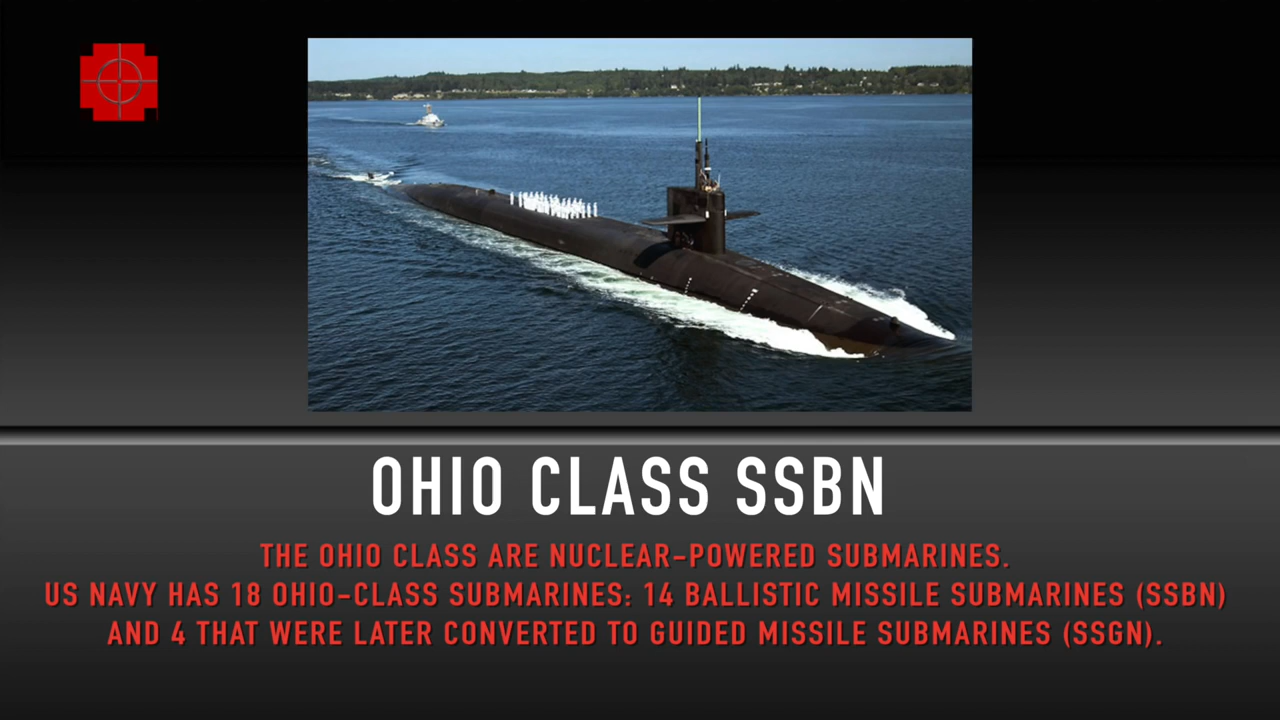 OHIO CLASS SSBN
THE OHIO CLASS ARE NUCLEAR-POWERED SUBMARINES.
US NAVY HAS 18 OHIO-CLASS SUBMARINES: 14 BALLISTIC MISSILE SUBMARINES (SSBN)
AND 4 THAT WERE LATER CONVERTED TO GUIDED MISSILE SUBMARINES (SSGN).